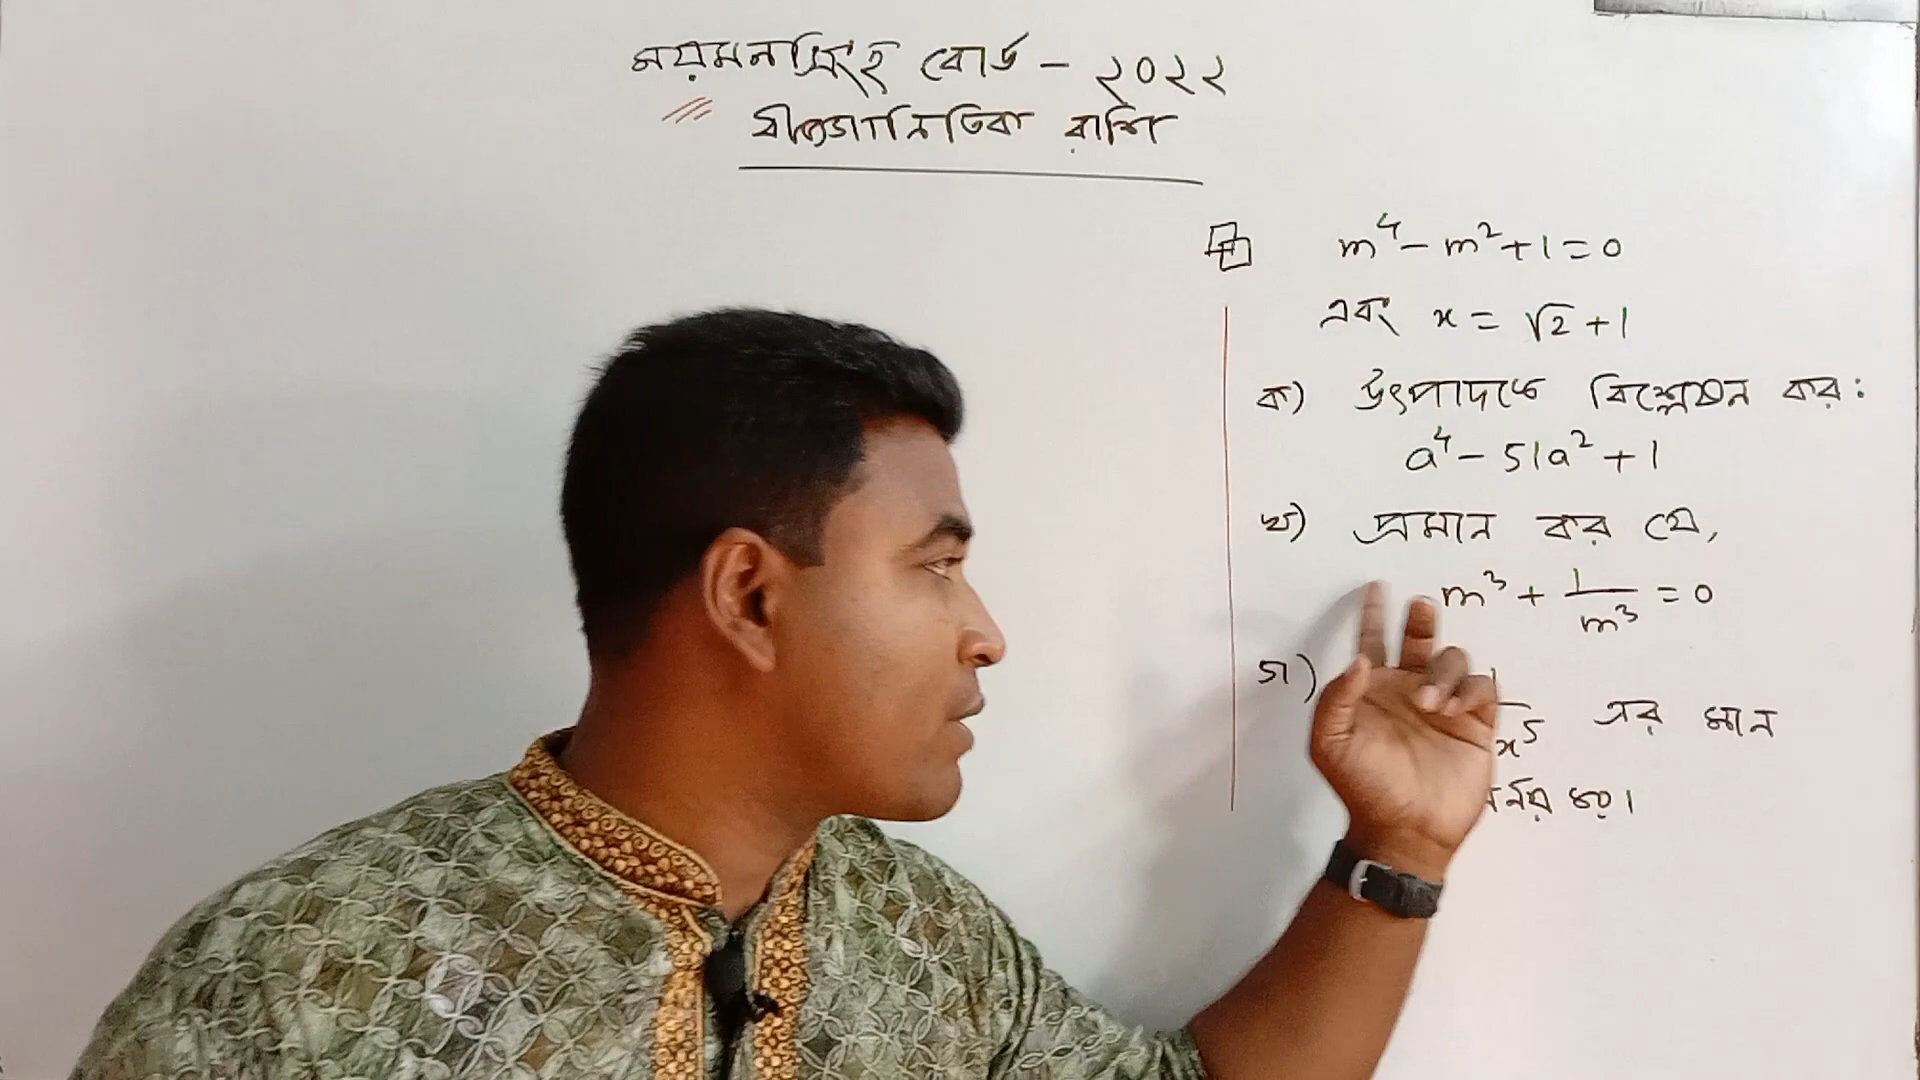 ময়মনসিংহ বোর্ড - ২০২২
বীজগানিতিক রাশি
m⁴ - m² + 1 = 0
এবং x = √2 + 1
ক) উৎপাদকে বিশ্লেষন কর:
a⁴ - 51a² + 1
খ) প্রমান কর যে,
m³ + 1/m³ = 0
গ) x⁵ এর মান